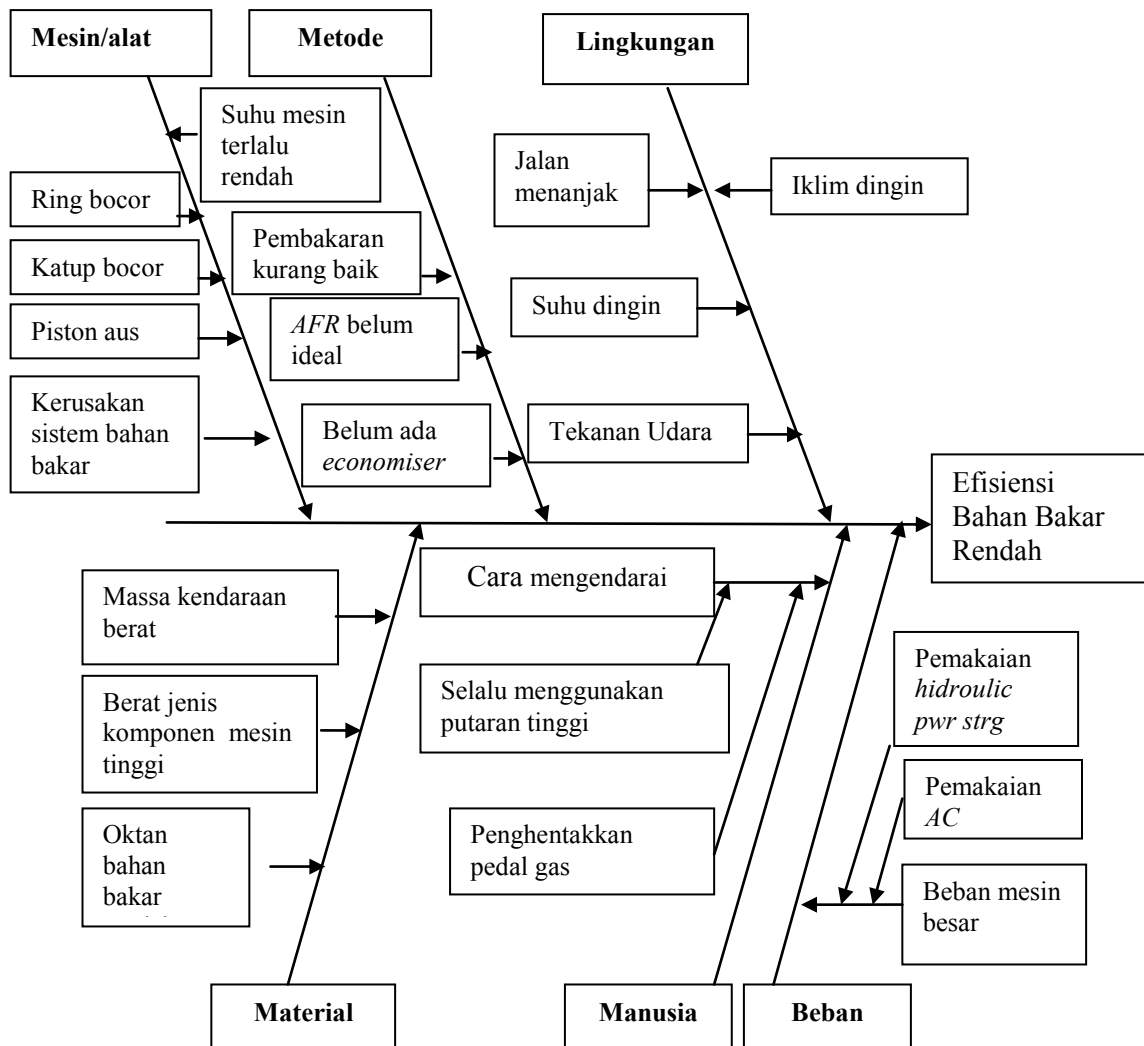 Mesin/alat
Metode
Lingkungan
Suhu mesin
terlalu
rendah
Ring bocor
Katup bocor
Piston aus
Kerusakan
sistem bahan
bakar
Pembakaran
kurang baik
AFR belum
ideal
Belum ada
economiser
Jalan
menanjak
Iklim dingin
Suhu dingin
Tekanan Udara
Efisiensi
Bahan Bakar
Rendah
Massa kendaraan
berat
Berat jenis
komponen mesin
tinggi
Oktan
bahan
bakar
Cara mengendarai
Selalu menggunakan
putaran tinggi
Penghentakkan
pedal gas
Pemakaian
hidroulic
pwr strg
Pemakaian
AC
Beban mesin
besar
Material
Manusia
Beban